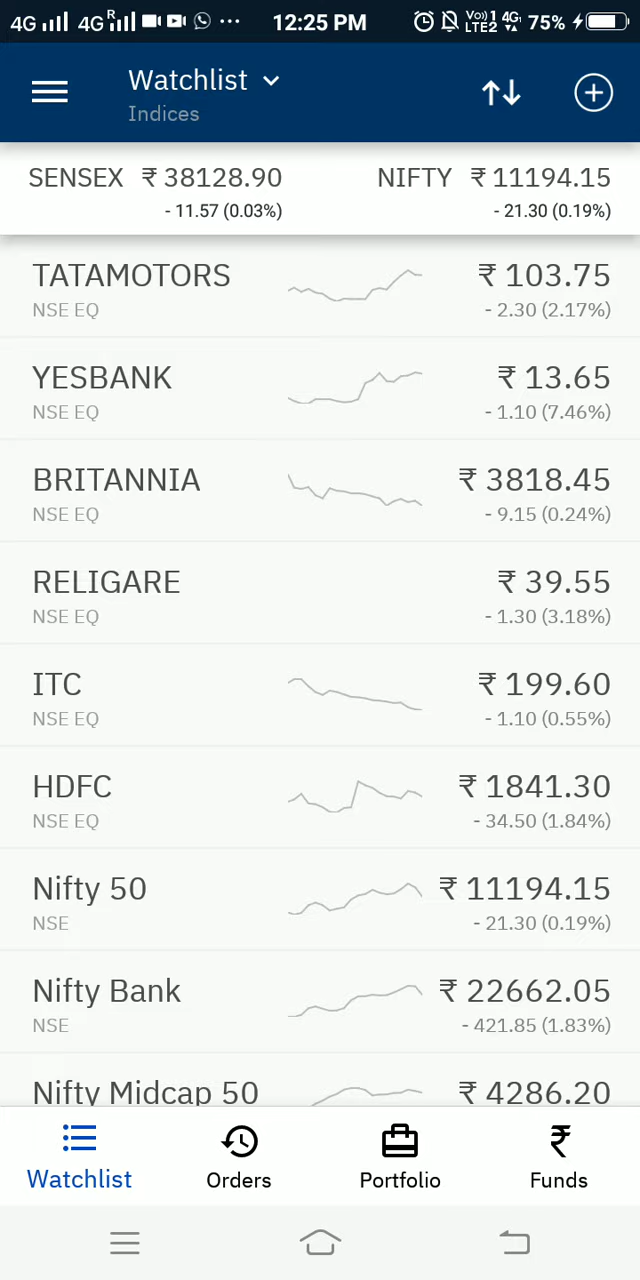 4G 4G R ... 12:25 PM Vo)) 1 LTE2 4G 75%
Watchlist
Indices
SENSEX ₹ 38128.90 NIFTY ₹ 11194.15
- 11.57 (0.03%) - 21.30 (0.19%)
TATAMOTORS ₹ 103.75
NSE EQ - 2.30 (2.17%)
YESBANK ₹ 13.65
NSE EQ - 1.10 (7.46%)
BRITANNIA ₹ 3818.45
NSE EQ - 9.15 (0.24%)
RELIGARE ₹ 39.55
NSE EQ - 1.30 (3.18%)
ITC ₹ 199.60
NSE EQ - 1.10 (0.55%)
HDFC ₹ 1841.30
NSE EQ - 34.50 (1.84%)
Nifty 50 ₹ 11194.15
NSE - 21.30 (0.19%)
Nifty Bank ₹ 22662.05
NSE - 421.85 (1.83%)
Nifty Midcap 50 ₹ 4286.20
Watchlist Orders Portfolio Funds